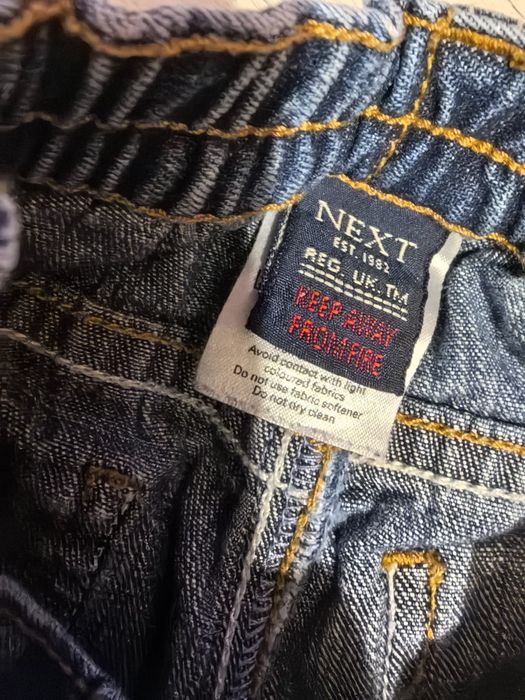 NEXT
EST. 1982
REG. UK. TM
KEEP AWAY
FROM FIRE
Avoid contact with light
coloured fabrics
Do not use fabric softener
Do not dry clean